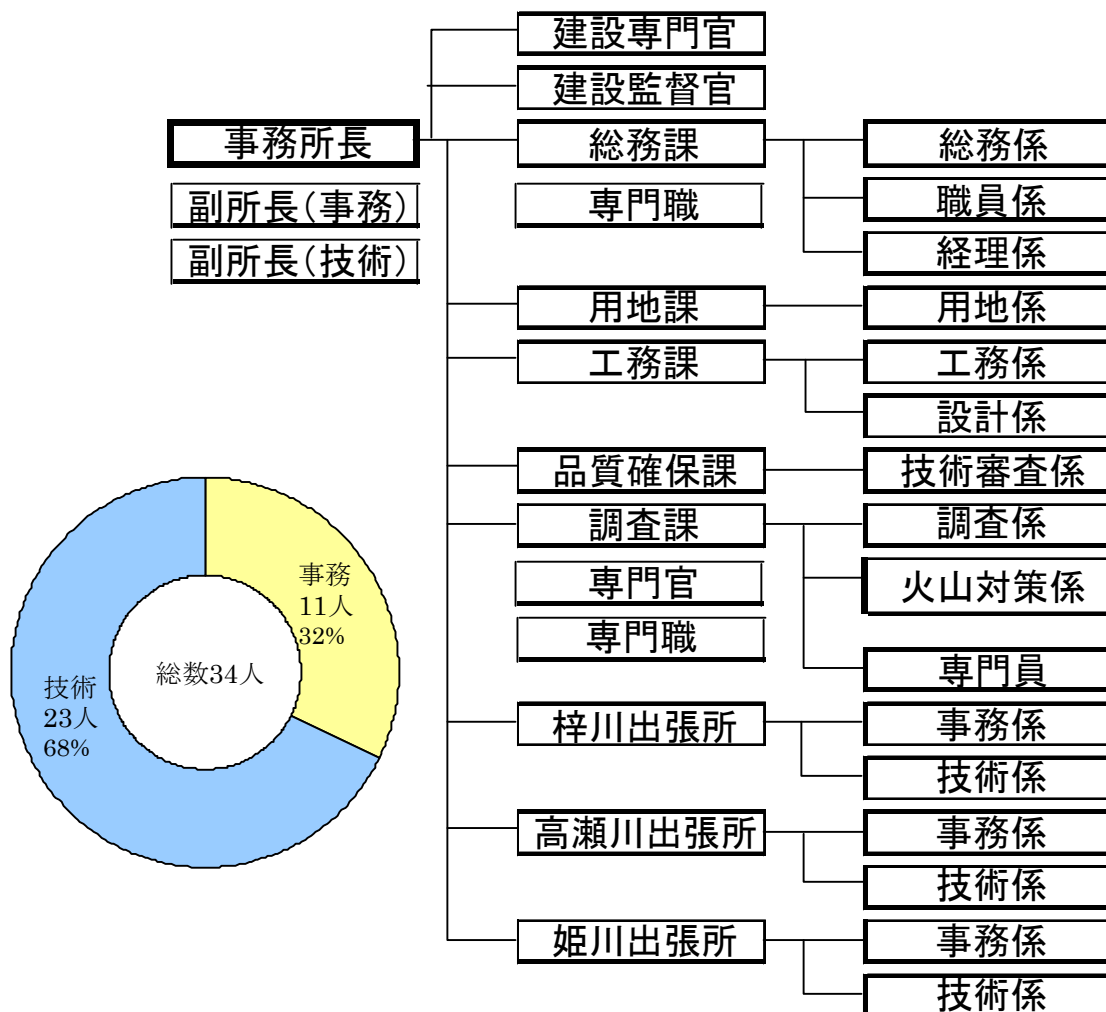 建設専門官
建設監督官
事務所長
総務課
総務係
副所長(事務)
専門職
職員係
副所長(技術)
経理係
用地課
用地係
工務課
工務係
設計係
品質確保課
技術審査係
調査課
調査係
専門官
火山対策係
専門職
専門員
梓川出張所
事務係
技術係
高瀬川出張所
事務係
技術係
姫川出張所
事務係
技術係
事務
11人
32%
総数34人
技術
23人
68%